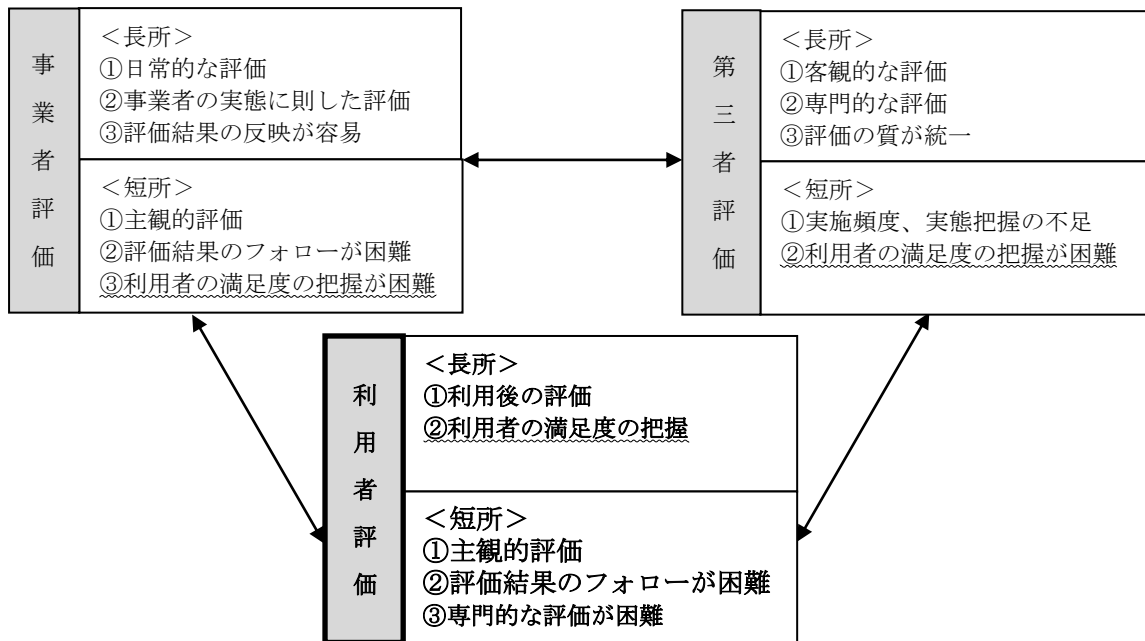 事業者評価
＜長所＞
①日常的な評価
②事業者の実態に則した評価
③評価結果の反映が容易
＜短所＞
①主観的評価
②評価結果のフォローが困難
③利用者の満足度の把握が困難
第三者評価
＜長所＞
①客観的な評価
②専門的な評価
③評価の質が統一
＜短所＞
①実施頻度、実態把握の不足
②利用者の満足度の把握が困難
利用者評価
＜長所＞
①利用後の評価
②利用者の満足度の把握
＜短所＞
①主観的評価
②評価結果のフォローが困難
③専門的な評価が困難